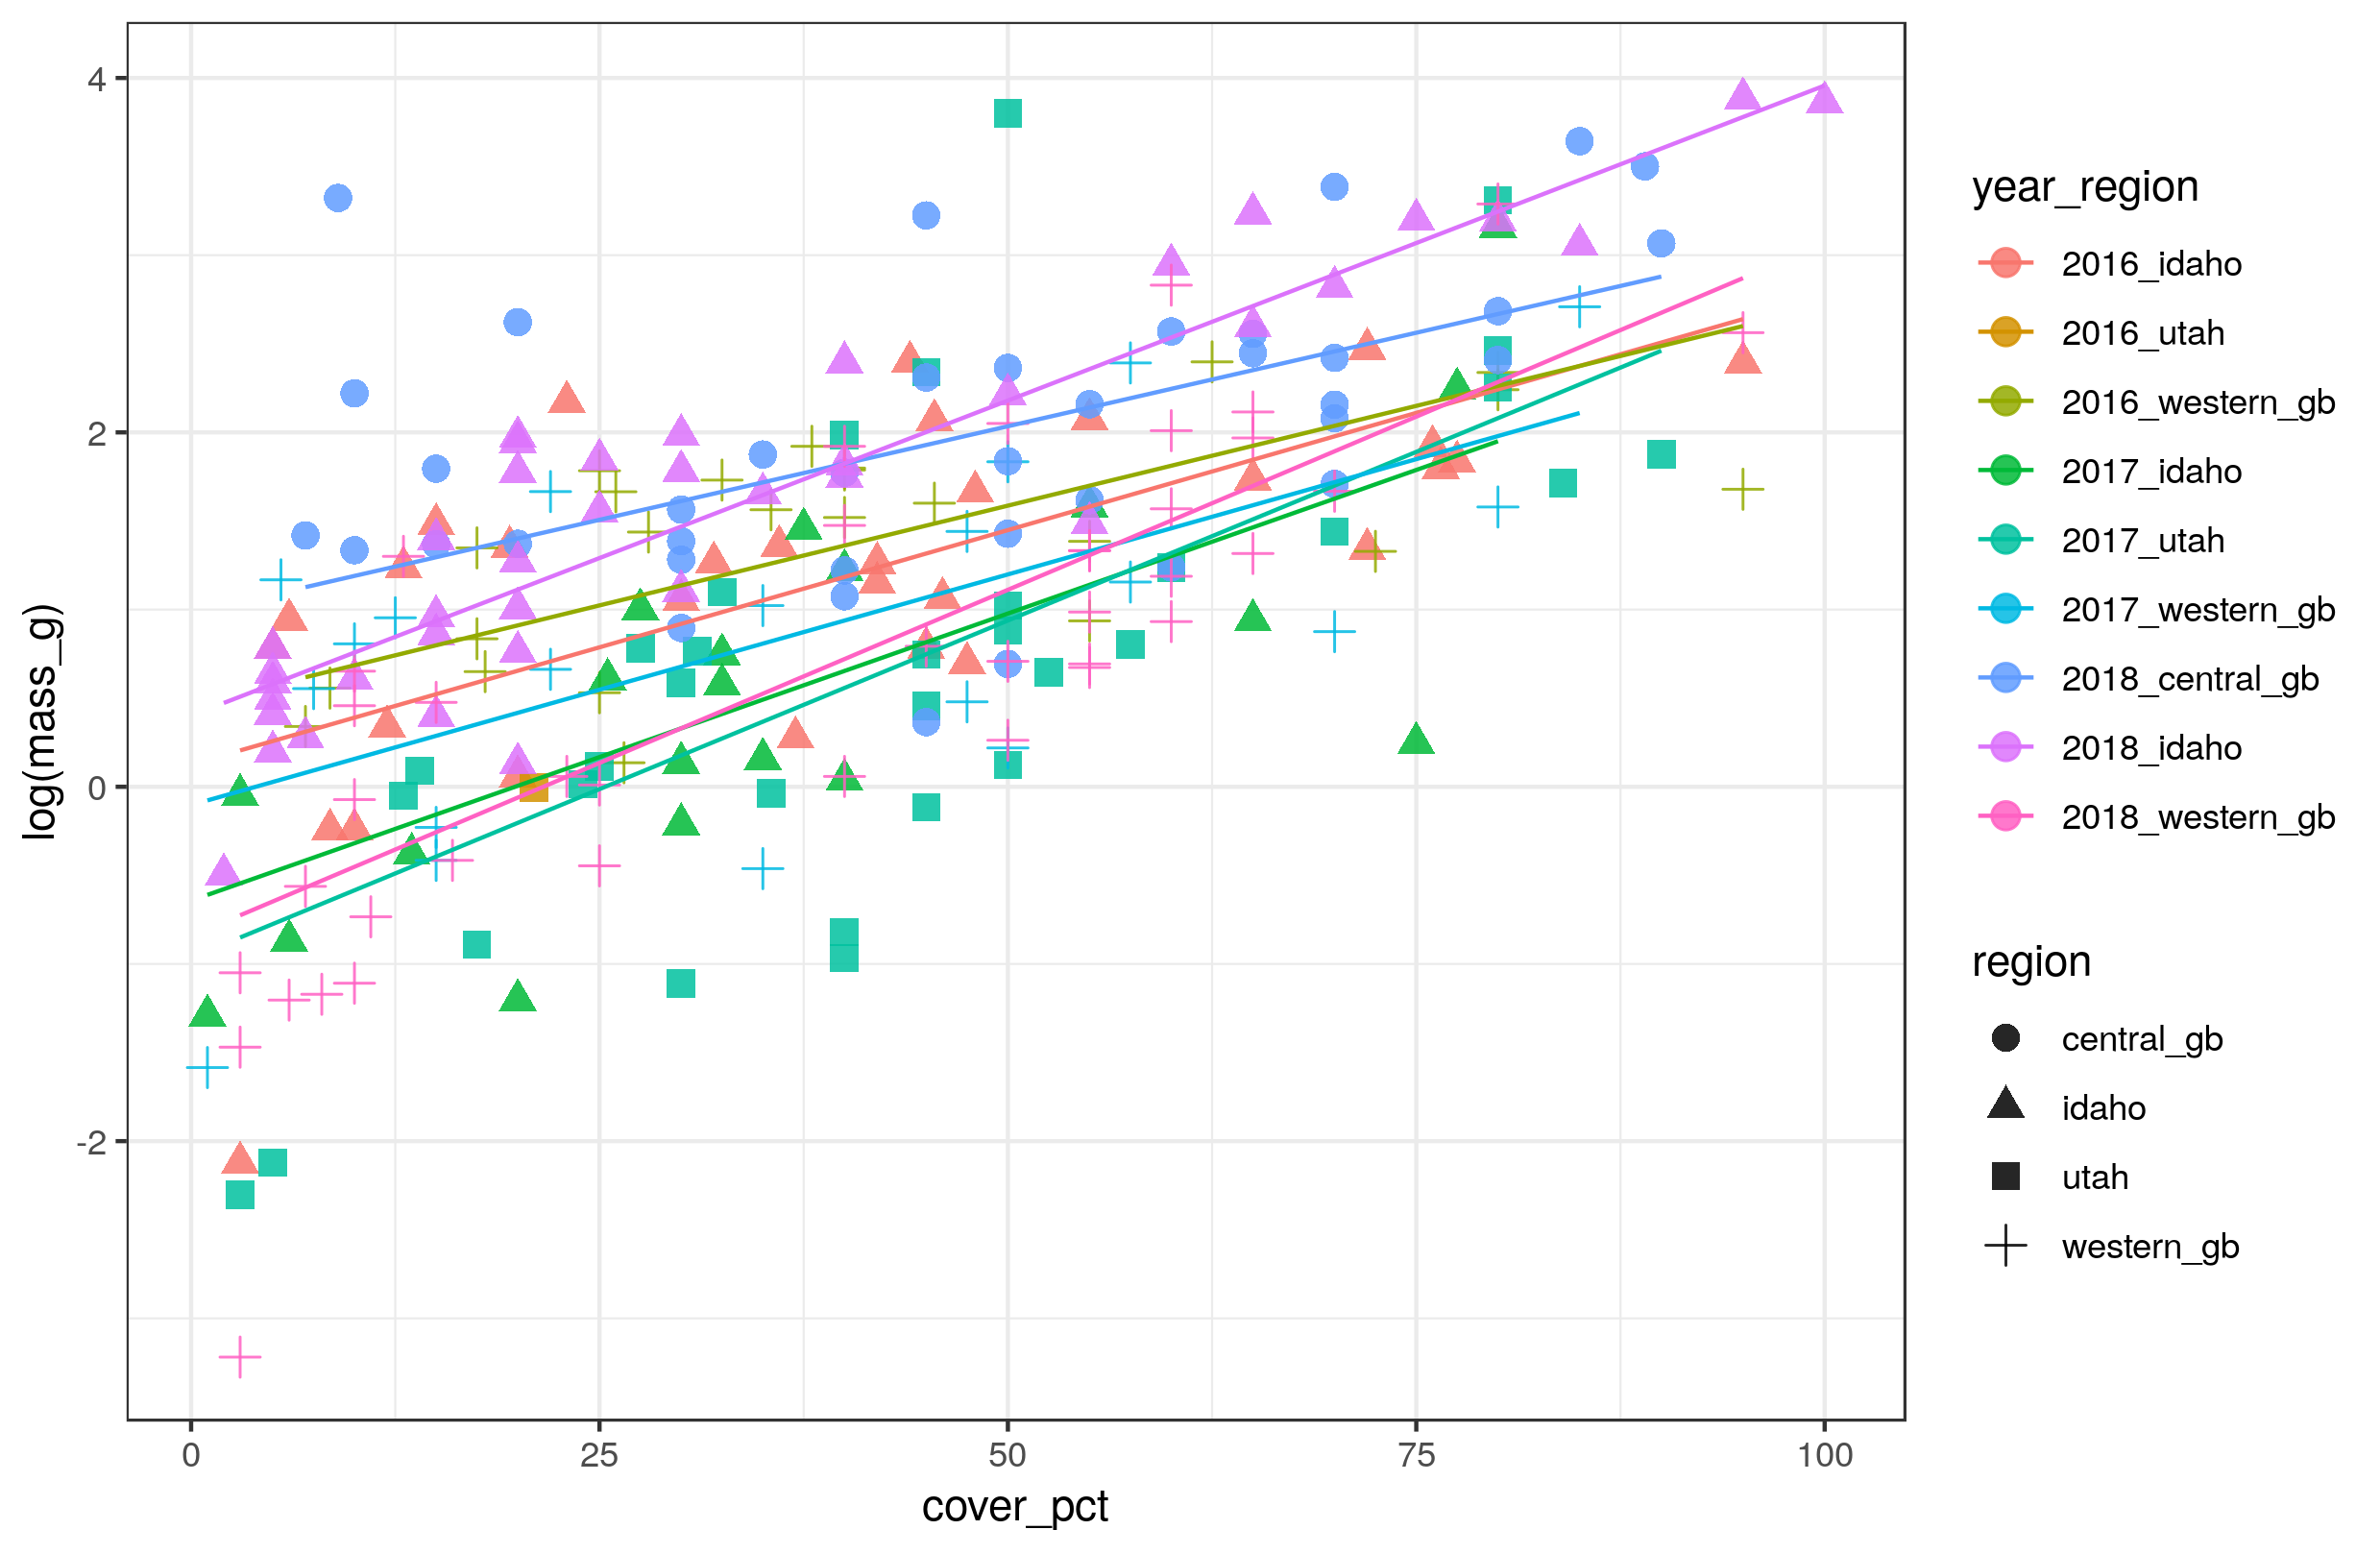 4
2
0
-2
log(mass_g)
0 25 50 75 100
cover_pct
year_region
2016_idaho
2016_utah
2016_western_gb
2017_idaho
2017_utah
2017_western_gb
2018_central_gb
2018_idaho
2018_western_gb
region
central_gb
idaho
utah
western_gb